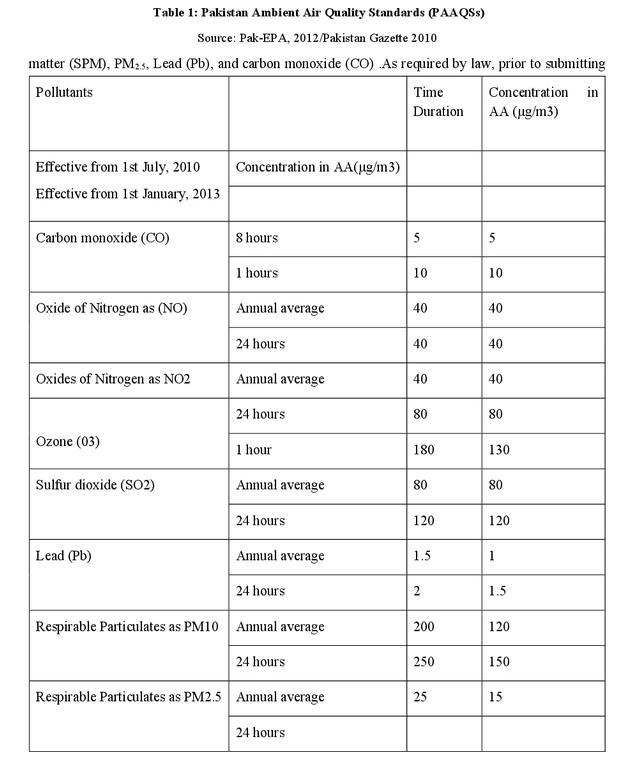 Table 1: Pakistan Ambient Air Quality Standards (PAAQSs)
Source: Pak-EPA, 2012/Pakistan Gazette 2010
matter (SPM), PM2.5, Lead (Pb), and carbon monoxide (CO) .As required by law, prior to submitting
Pollutants Time Duration Concentration in AA (µg/m3)
Effective from 1st July, 2010 Concentration in AA(µg/m3)
Effective from 1st January, 2013
Carbon monoxide (CO) 8 hours 5 5
1 hours 10 10
Oxide of Nitrogen as (NO) Annual average 40 40
24 hours 40 40
Oxides of Nitrogen as NO2 Annual average 40 40
24 hours 80 80
Ozone (03) 1 hour 180 130
Sulfur dioxide (SO2) Annual average 80 80
24 hours 120 120
Lead (Pb) Annual average 1.5 1
24 hours 2 1.5
Respirable Particulates as PM10 Annual average 200 120
24 hours 250 150
Respirable Particulates as PM2.5 Annual average 25 15
24 hours